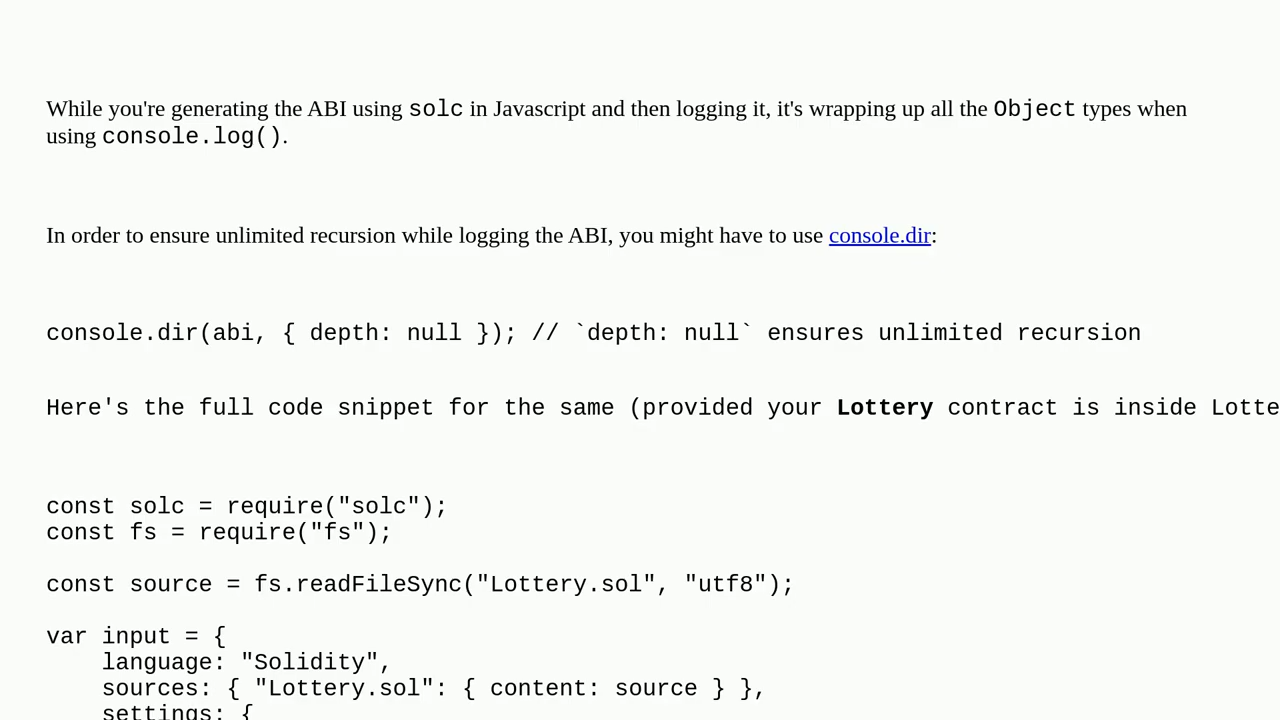 While you're generating the ABI using solc in Javascript and then logging it, it's wrapping up all the Object types when
using console.log().
In order to ensure unlimited recursion while logging the ABI, you might have to use console.dir:
console.dir(abi, { depth: null }); // `depth: null` ensures unlimited recursion
Here's the full code snippet for the same (provided your Lottery contract is inside Lotte
const solc = require("solc");
const fs = require("fs");
const source = fs.readFileSync("Lottery.sol", "utf8");
var input = {
    language: "Solidity",
    sources: { "Lottery.sol": { content: source } },
    settings: {